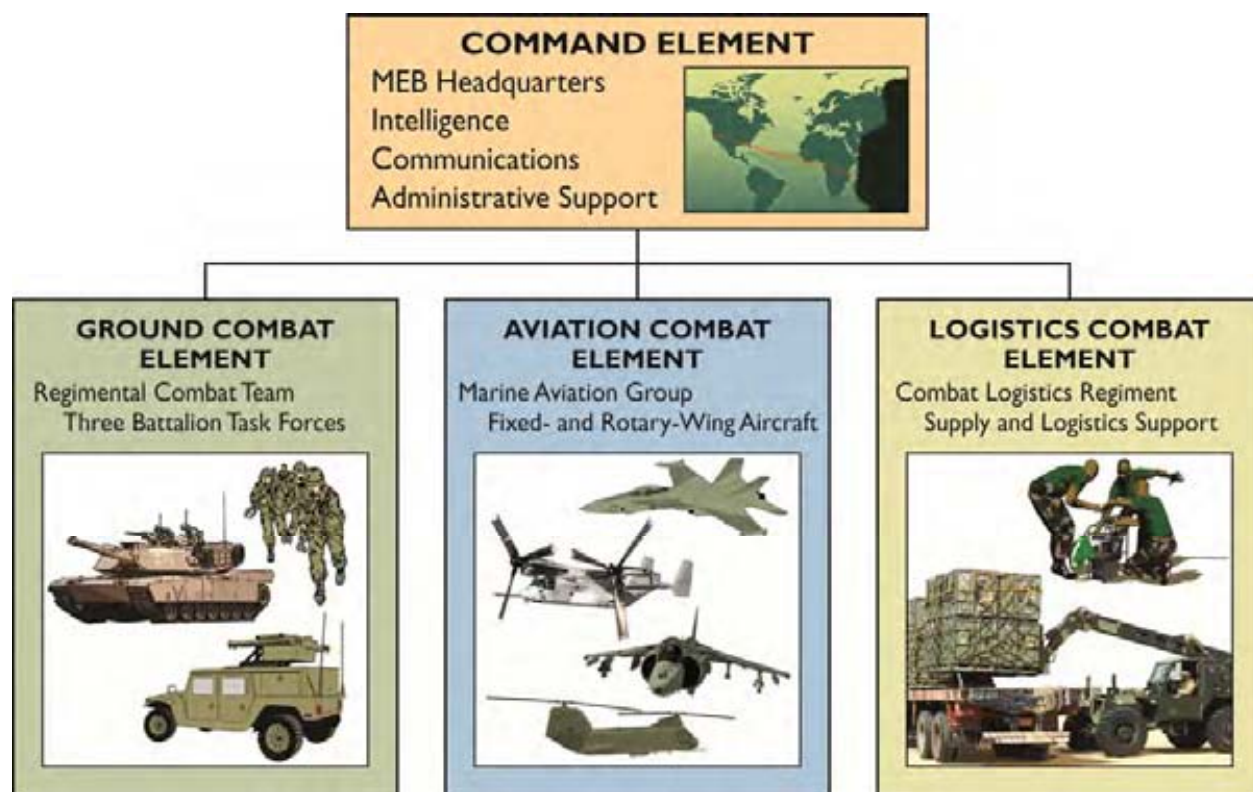 COMMAND ELEMENT
MEB Headquarters
Intelligence
Communications
Administrative Support
GROUND COMBAT
ELEMENT
Regimental Combat Team
Three Battalion Task Forces
AVIATION COMBAT
ELEMENT
Marine Aviation Group
Fixed- and Rotary-Wing Aircraft
LOGISTICS COMBAT
ELEMENT
Combat Logistics Regiment
Supply and Logistics Support